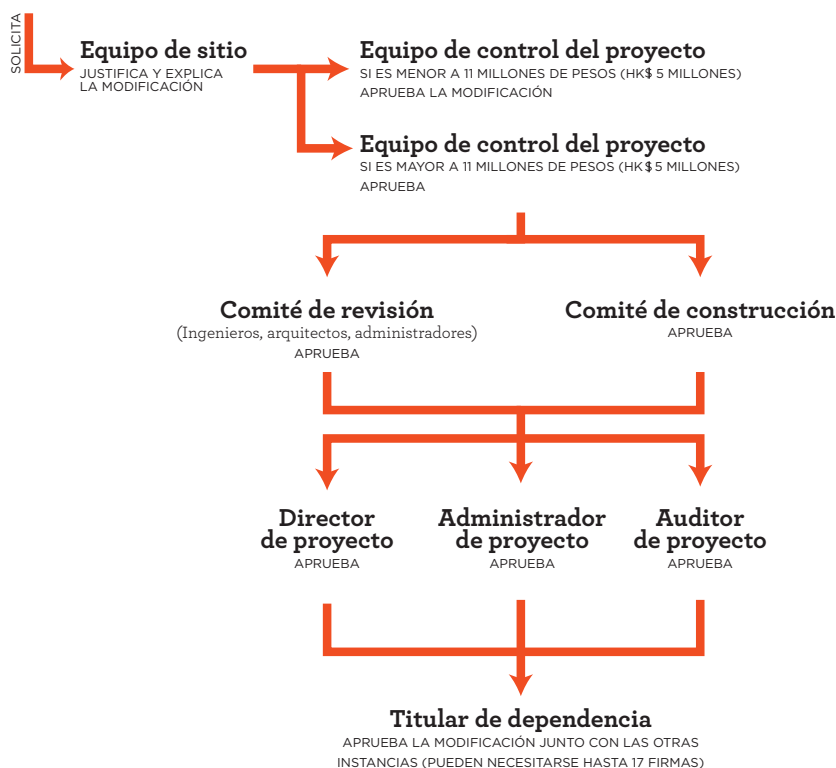 SOLICITA
Equipo de sitio
JUSTIFICA Y EXPLICA
LA MODIFICACIÓN
Equipo de control del proyecto
SI ES MENOR A 11 MILLONES DE PESOS (HK$ 5 MILLONES)
APRUEBA LA MODIFICACIÓN
Equipo de control del proyecto
SI ES MAYOR A 11 MILLONES DE PESOS (HK$ 5 MILLONES)
APRUEBA
Comité de revisión
(Ingenieros, arquitectos, administradores)
APRUEBA
Comité de construcción
APRUEBA
Director
de proyecto
APRUEBA
Administrador
de proyecto
APRUEBA
Auditor
de proyecto
APRUEBA
Titular de dependencia
APRUEBA LA MODIFICACIÓN JUNTO CON LAS OTRAS
INSTANCIAS (PUEDEN NECESITARSE HASTA 17 FIRMAS)